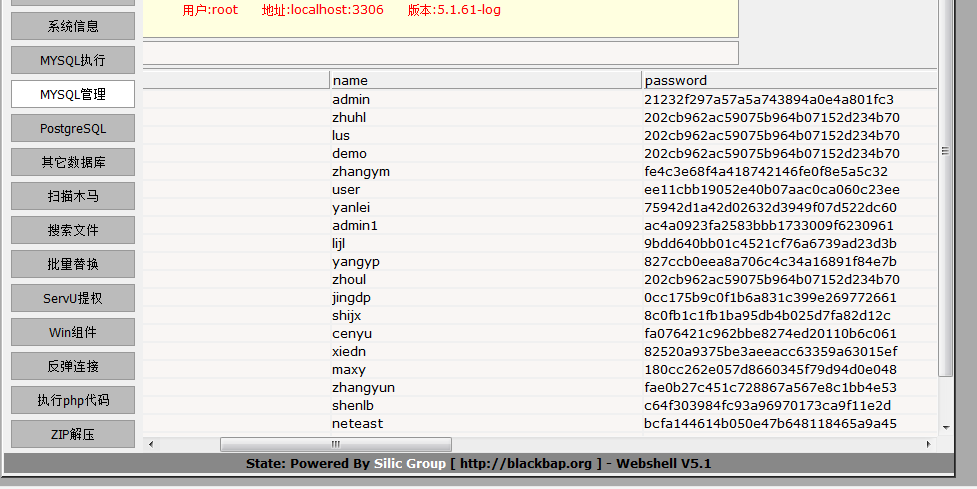 用户:root 地址:localhost:3306 版本:5.1.61-log
系统信息
MYSQL执行
MYSQL管理
PostgreSQL
其它数据库
扫描木马
搜索文件
批量替换
ServU提权
Win组件
反弹连接
执行php代码
ZIP解压
name password
admin 21232f297a57a5a743894a0e4a801fc3
zhuhl 202cb962ac59075b964b07152d234b70
lus 202cb962ac59075b964b07152d234b70
demo 202cb962ac59075b964b07152d234b70
zhangym fe4c3e68f4a418742146fe0f8e5a5c32
user ee11cbb19052e40b07aac0ca060c23ee
yanlei 75942d1a42d02632d3949f07d522dc60
admin1 ac4a0923fa2583bbb1733009f6230961
lijl 9bdd640bb01c4521cf76a6739ad23d3b
yangyp 827ccb0eea8a706c4c34a16891f84e7b
zhoul 202cb962ac59075b964b07152d234b70
jingdp 0cc175b9c0f1b6a831c399e269772661
shijx 8c0fb1c1fb1ba95db4b025d7fa82d12c
cenyu fa076421c962bbe8274ed20110b6c061
xiedn 82520a9375be3aeeacc63359a63015ef
maxy 180cc262e057d8660345f79d94d0e048
zhangyun fae0b27c451c728867a567e8c1bb4e53
shenlb c64f303984fc93a96970173ca9f11e2d
neteast bcfa144614b050e47b648118465a9a45
State: Powered By Silic Group [ http://blackbap.org ] - Webshell V5.1